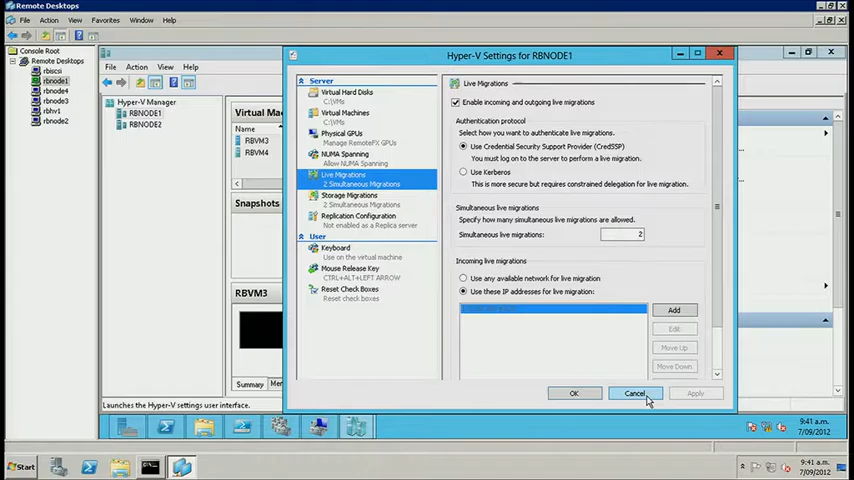 Remote Desktops
File Action View Favorites Window Help
Console Root
Remote Desktops
rbiscsi
rbnode1
rbnode4
rbnode3
rbhv1
rbnode2
File Action View Help
Hyper-V Manager
RBNODE1
RBNODE2
Virtual Ma
Name
RBVM3
RBVM4
Snapshots
RBVM3
Summary Mem
Launches the Hyper-V settings user interface.
Hyper-V Settings for RBNODE1
Server
Virtual Hard Disks
C:\VMs
Virtual Machines
C:\VMs
Physical GPUs
Manage RemoteFX GPUs
NUMA Spanning
Allow NUMA Spanning
Live Migrations
2 Simultaneous Migrations
Storage Migrations
2 Simultaneous Migrations
Replication Configuration
Not enabled as a Replica server
User
Keyboard
Use on the virtual machine
Mouse Release Key
CTRL+ALT+LEFT ARROW
Reset Check Boxes
Reset check boxes
Live Migrations
Enable incoming and outgoing live migrations
Authentication protocol
Select how you want to authenticate live migrations.
Use Credential Security Support Provider (CredSSP)
You must log on to the server to perform a live migration.
Use Kerberos
This is more secure but requires constrained delegation for live migration.
Simultaneous live migrations
Specify how many simultaneous live migrations are allowed.
Simultaneous live migrations: 2
Incoming live migrations
Use any available network for live migration
Use these IP addresses for live migration:
Add
Edit
Move Up
Move Down
OK Cancel Apply
9:41 a.m.
7/09/2012
Start
9:41 a.m.
7/09/2012